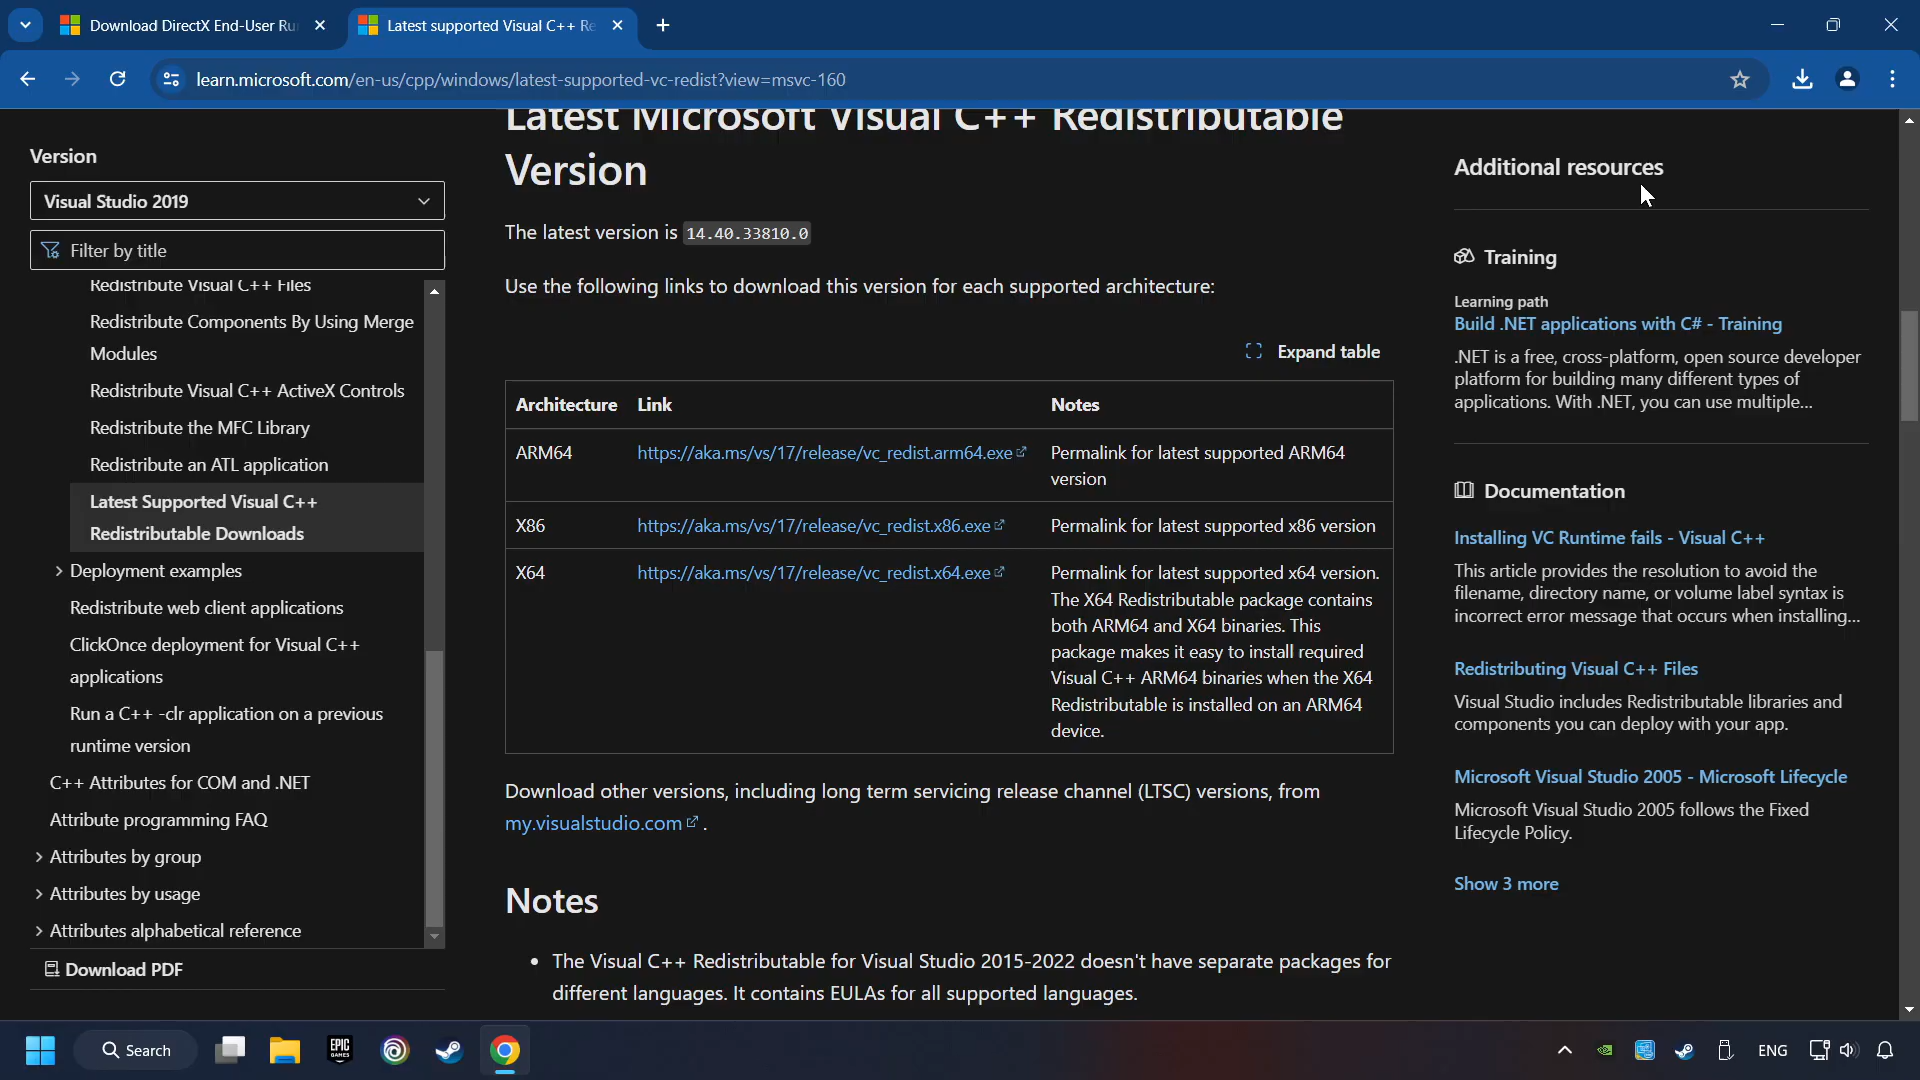 Download DirectX End-User Ru
Latest supported Visual C++ Re
learn.microsoft.com/en-us/cpp/windows/latest-supported-vc-redist?view=msvc-160
Version
Visual Studio 2019
Filter by title
Redistribute Visual C++ Files
Redistribute Components By Using Merge
Modules
Redistribute Visual C++ ActiveX Controls
Redistribute the MFC Library
Redistribute an ATL application
Latest Supported Visual C++
Redistributable Downloads
Deployment examples
Redistribute web client applications
ClickOnce deployment for Visual C++
applications
Run a C++ -clr application on a previous
runtime version
C++ Attributes for COM and .NET
Attribute programming FAQ
Attributes by group
Attributes by usage
Attributes alphabetical reference
Download PDF
Latest Microsoft Visual C++ Redistributable
Version
The latest version is 14.40.33810.0
Use the following links to download this version for each supported architecture:
Expand table
Architecture Link Notes
ARM64 https://aka.ms/vs/17/release/vc_redist.arm64.exe Permalink for latest supported ARM64
version
X86 https://aka.ms/vs/17/release/vc_redist.x86.exe Permalink for latest supported x86 version
X64 https://aka.ms/vs/17/release/vc_redist.x64.exe Permalink for latest supported x64 version.
The X64 Redistributable package contains
both ARM64 and X64 binaries. This
package makes it easy to install required
Visual C++ ARM64 binaries when the X64
Redistributable is installed on an ARM64
device.
Download other versions, including long term servicing release channel (LTSC) versions, from
my.visualstudio.com .
Notes
• The Visual C++ Redistributable for Visual Studio 2015-2022 doesn't have separate packages for
different languages. It contains EULAs for all supported languages.
Additional resources
Training
Learning path
Build .NET applications with C# - Training
.NET is a free, cross-platform, open source developer
platform for building many different types of
applications. With .NET, you can use multiple...
Documentation
Installing VC Runtime fails - Visual C++
This article provides the resolution to avoid the
filename, directory name, or volume label syntax is
incorrect error message that occurs when installing...
Redistributing Visual C++ Files
Visual Studio includes Redistributable libraries and
components you can deploy with your app.
Microsoft Visual Studio 2005 - Microsoft Lifecycle
Microsoft Visual Studio 2005 follows the Fixed
Lifecycle Policy.
Show 3 more
Search
EPIC
GAMES
ENG